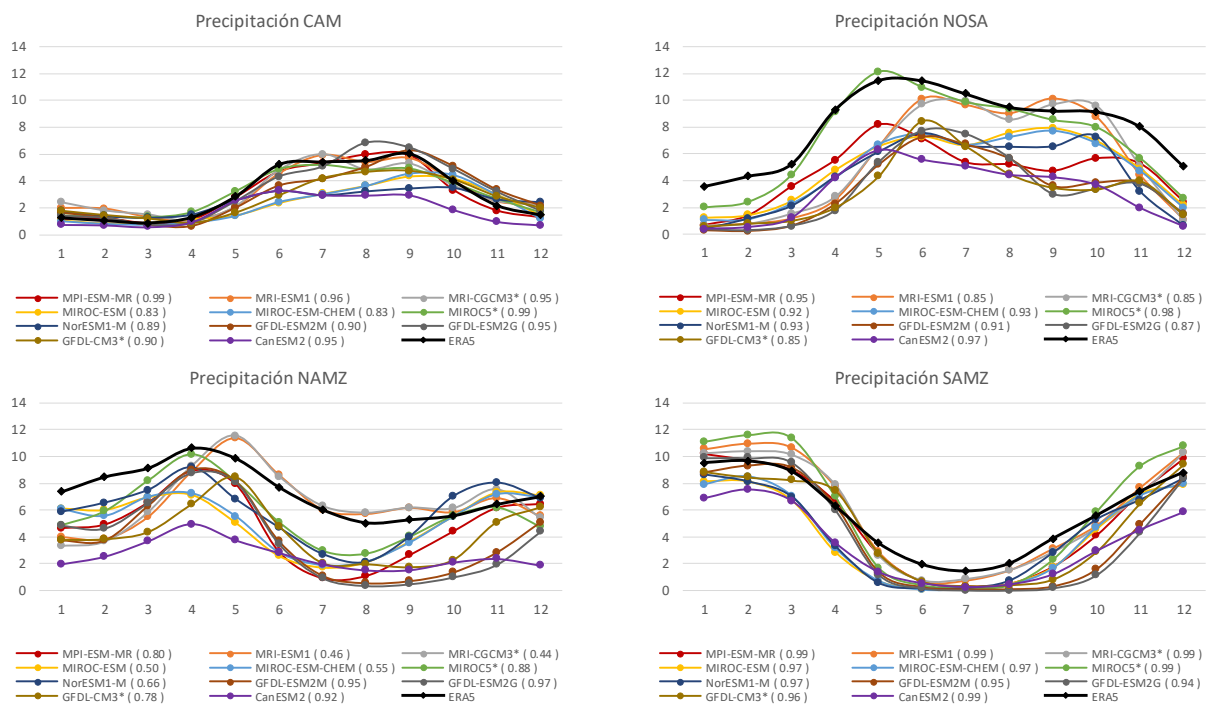 Precipitación CAM
14
12
10
8
6
4
2
0
1 2 3 4 5 6 7 8 9 10 11 12
MPI-ESM-MR ( 0.99 ) MRI-ESM1 ( 0.96 ) MRI-CGCM3* ( 0.95 )
MIROC-ESM ( 0.83 ) MIROC-ESM-CHEM ( 0.83 ) MIROC5* ( 0.99 )
NorESM1-M ( 0.89 ) GFDL-ESM2M ( 0.90 ) GFDL-ESM2G ( 0.95 )
GFDL-CM3* ( 0.90 ) CanESM2 ( 0.95 ) ERA5
Precipitación NOSA
14
12
10
8
6
4
2
0
1 2 3 4 5 6 7 8 9 10 11 12
MPI-ESM-MR ( 0.95 ) MRI-ESM1 ( 0.85 ) MRI-CGCM3* ( 0.85 )
MIROC-ESM ( 0.92 ) MIROC-ESM-CHEM ( 0.93 ) MIROC5* ( 0.98 )
NorESM1-M ( 0.93 ) GFDL-ESM2M ( 0.91 ) GFDL-ESM2G ( 0.87 )
GFDL-CM3* ( 0.85 ) CanESM2 ( 0.97 ) ERA5
Precipitación NAMZ
14
12
10
8
6
4
2
0
1 2 3 4 5 6 7 8 9 10 11 12
MPI-ESM-MR ( 0.80 ) MRI-ESM1 ( 0.46 ) MRI-CGCM3* ( 0.44 )
MIROC-ESM ( 0.50 ) MIROC-ESM-CHEM ( 0.55 ) MIROC5* ( 0.88 )
NorESM1-M ( 0.66 ) GFDL-ESM2M ( 0.95 ) GFDL-ESM2G ( 0.97 )
GFDL-CM3* ( 0.78 ) CanESM2 ( 0.92 ) ERA5
Precipitación SAMZ
14
12
10
8
6
4
2
0
1 2 3 4 5 6 7 8 9 10 11 12
MPI-ESM-MR ( 0.99 ) MRI-ESM1 ( 0.99 ) MRI-CGCM3* ( 0.99 )
MIROC-ESM ( 0.97 ) MIROC-ESM-CHEM ( 0.97 ) MIROC5* ( 0.99 )
NorESM1-M ( 0.97 ) GFDL-ESM2M ( 0.95 ) GFDL-ESM2G ( 0.94 )
GFDL-CM3* ( 0.96 ) CanESM2 ( 0.99 ) ERA5